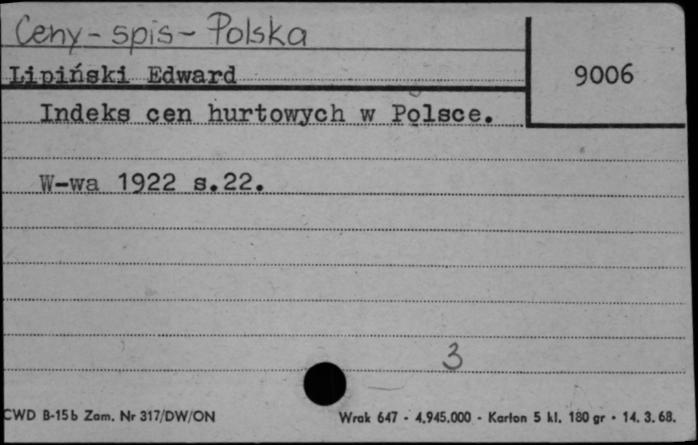 Ceny - spis - Polska
Lipiński Edward
9006
Indeks cen hurtowych w Polsce.
W-wa 1922 s.22.
3
CWD B-15b Zam. Nr 317/DW/ON
Wrak 647 - 4.945.000 - Karton 5 kl. 180 gr - 14. 3. 68.